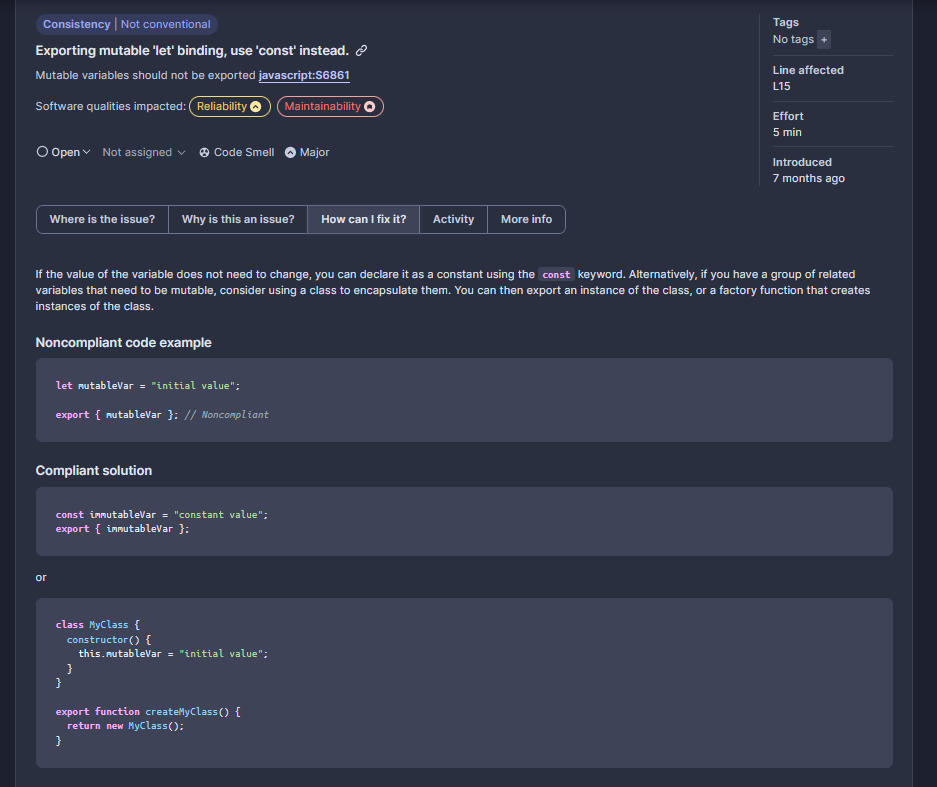 Consistency | Not conventional
Exporting mutable 'let' binding, use 'const' instead.
Mutable variables should not be exported javascript:S6861
Software qualities impacted: Reliability Maintainability
Open Not assigned Code Smell Major
Tags
No tags +
Line affected
L15
Effort
5 min
Introduced
7 months ago
Where is the issue? Why is this an issue? How can I fix it? Activity More info
If the value of the variable does not need to change, you can declare it as a constant using the const keyword. Alternatively, if you have a group of related
variables that need to be mutable, consider using a class to encapsulate them. You can then export an instance of the class, or a factory function that creates
instances of the class.
Noncompliant code example
let mutableVar = "initial value";
export { mutableVar }; // Noncompliant
Compliant solution
const immutableVar = "constant value";
export { immutableVar };
or
class MyClass {
  constructor() {
    this.mutableVar = "initial value";
  }
}
export function createMyClass() {
  return new MyClass();
}